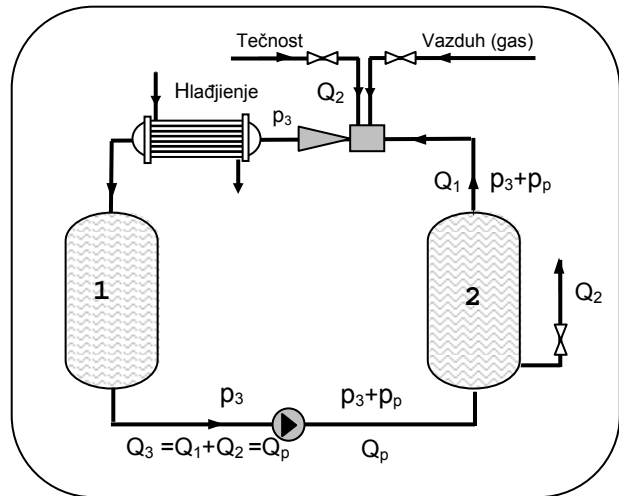 Tečnost
Vazduh (gas)
Q2
Hlađjienje
p3
Q1
p3+pp
1
2
Q2
p3
p3+pp
Q3 =Q1+Q2 =Qp
Qp